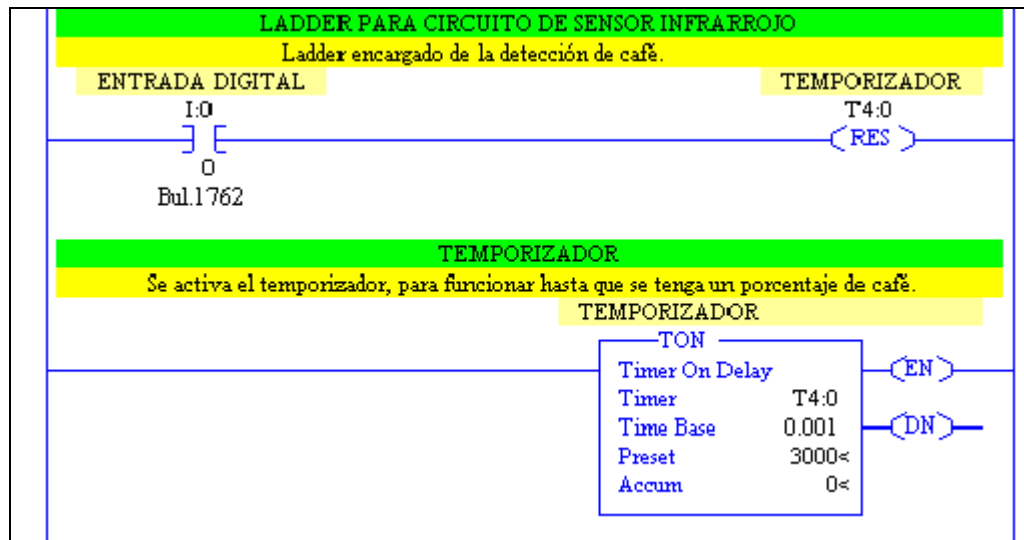 LADDER PARA CIRCUITO DE SENSOR INFRARROJO
Ladder encargado de la detección de café.
ENTRADA DIGITAL
TEMPORIZADOR
I:0
T4:0
RES
0
Bul.1762
TEMPORIZADOR
Se activa el temporizador, para funcionar hasta que se tenga un porcentaje de café.
TEMPORIZADOR
TON
Timer On Delay
EN
Timer T4:0
Time Base 0.001
DN
Preset 3000<
Accum 0<